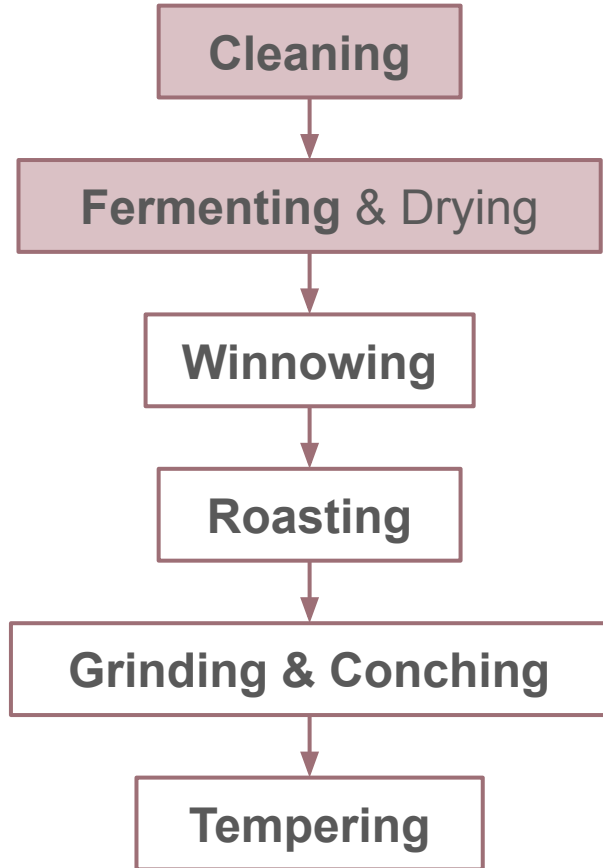 Cleaning
Fermenting & Drying
Winnowing
Roasting
Grinding & Conching
Tempering